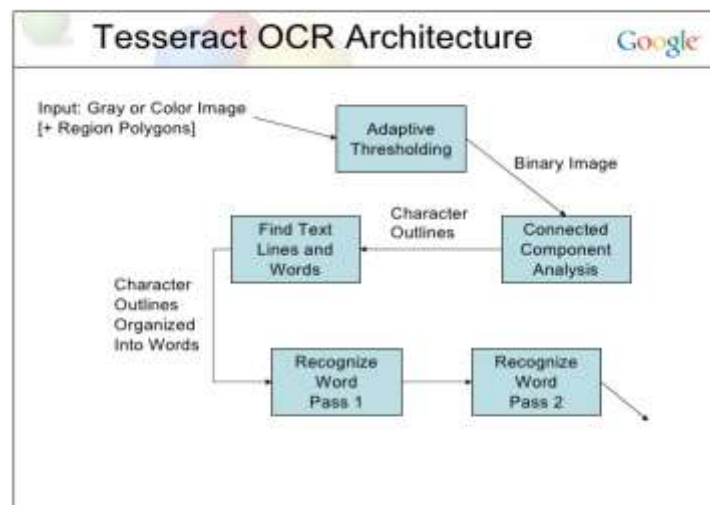 Tesseract OCR Architecture
Google
Input: Gray or Color Image
[+ Region Polygons]
Adaptive
Thresholding
Binary Image
Character
Outlines
Find Text
Lines and
Words
Connected
Component
Analysis
Character
Outlines
Organized
Into Words
Recognize
Word
Pass 1
Recognize
Word
Pass 2